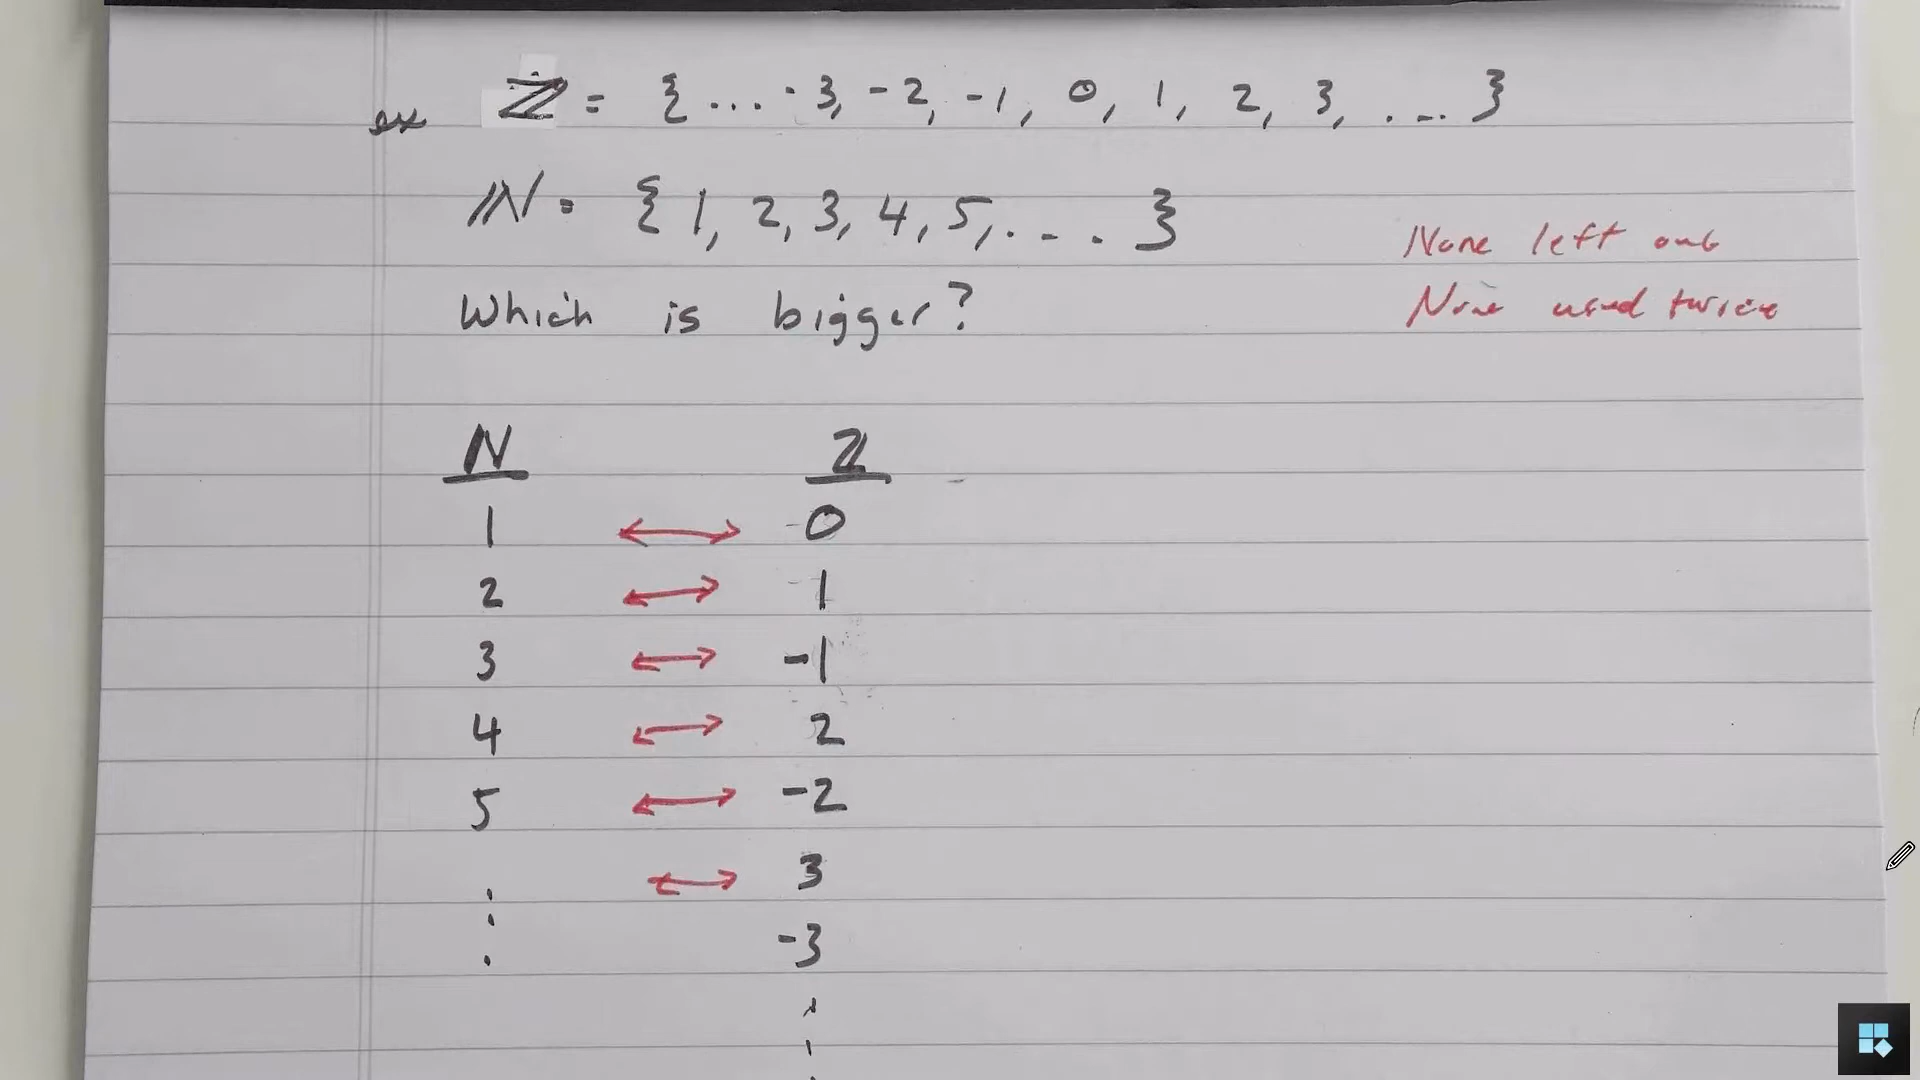 ex ℤ = { ... -3, -2, -1, 0, 1, 2, 3, .... }
ℕ = { 1, 2, 3, 4, 5, .... }
None left out
None used twice
Which is bigger?
N Z
1 ↔ 0
2 ↔ 1
3 ↔ -1
4 ↔ 2
5 ↔ -2
↔ 3
⋮ -3
⋮